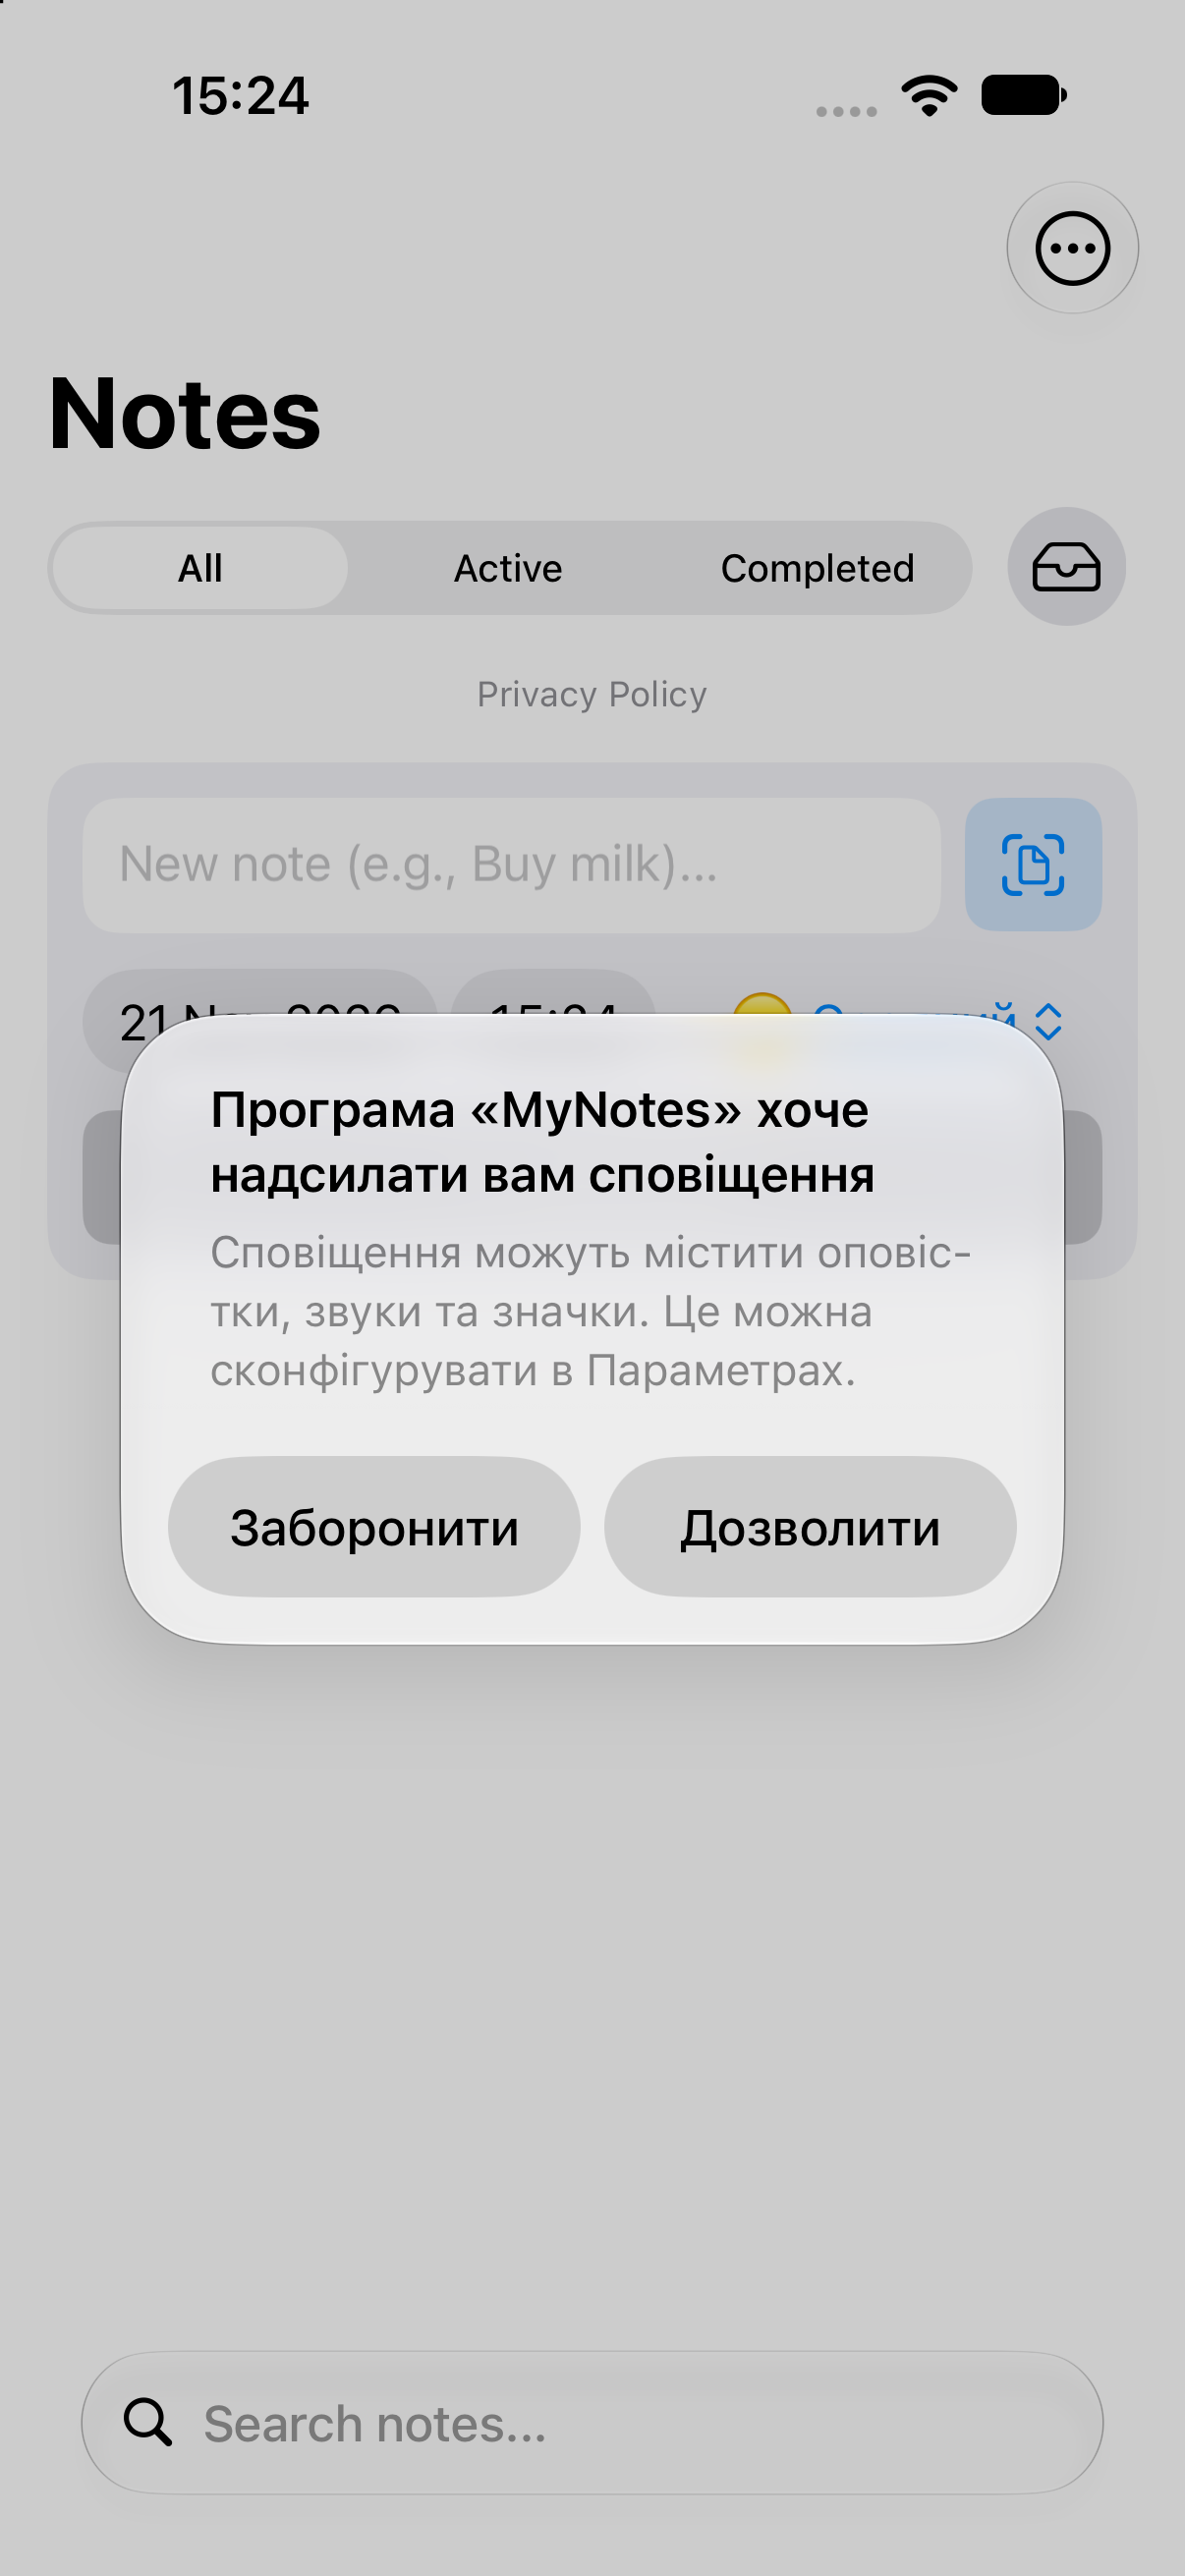 15:24
Notes
All
Active
Completed
Privacy Policy
New note (e.g., Buy milk)...
21
Програма «MyNotes» хоче
надсилати вам сповіщення
Сповіщення можуть містити оповіс-
тки, звуки та значки. Це можна
сконфігурувати в Параметрах.
Заборонити
Дозволити
Search notes...